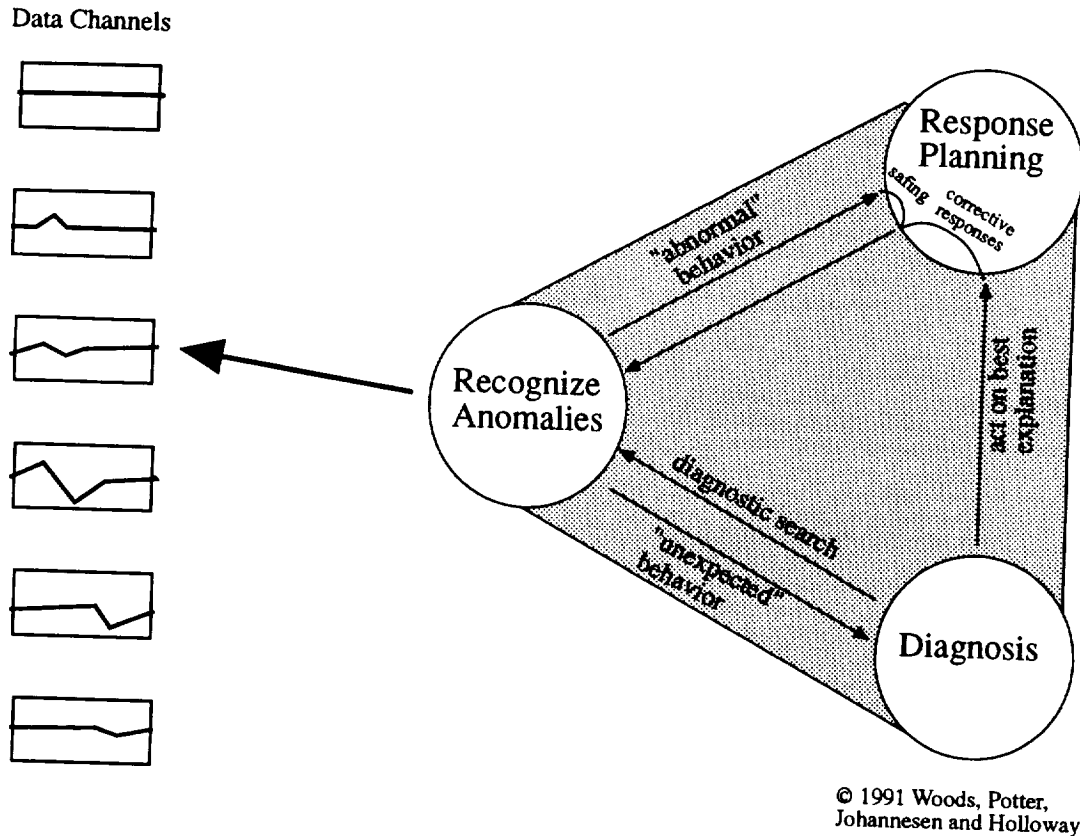 Data Channels
Response
Planning
safing
corrective
responses
"abnormal"
behavior
Recognize
Anomalies
act on best
explanation
diagnostic search
"unexpected"
behavior
Diagnosis
© 1991 Woods, Potter,
Johannesen and Holloway